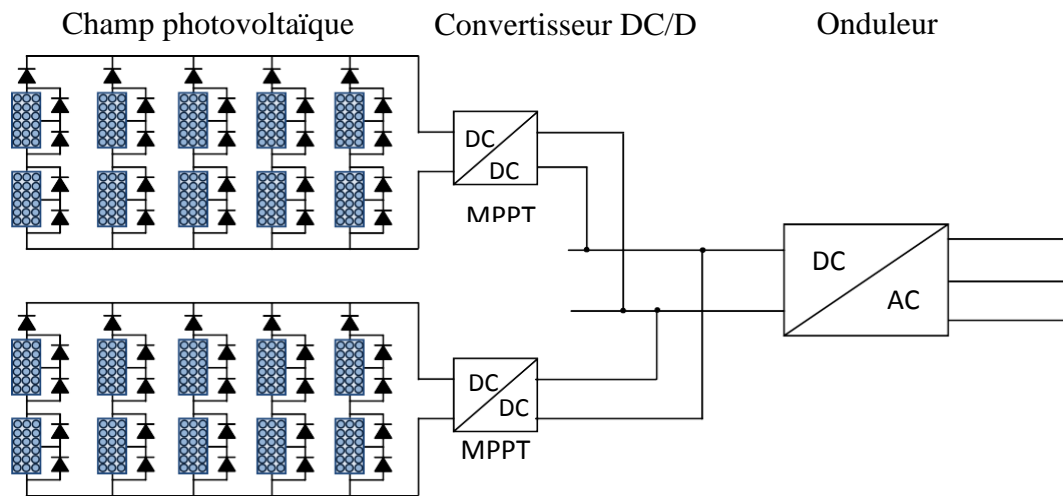 Champ photovoltaïque Convertisseur DC/D Onduleur
DC
DC
MPPT
DC
AC
DC
DC
MPPT